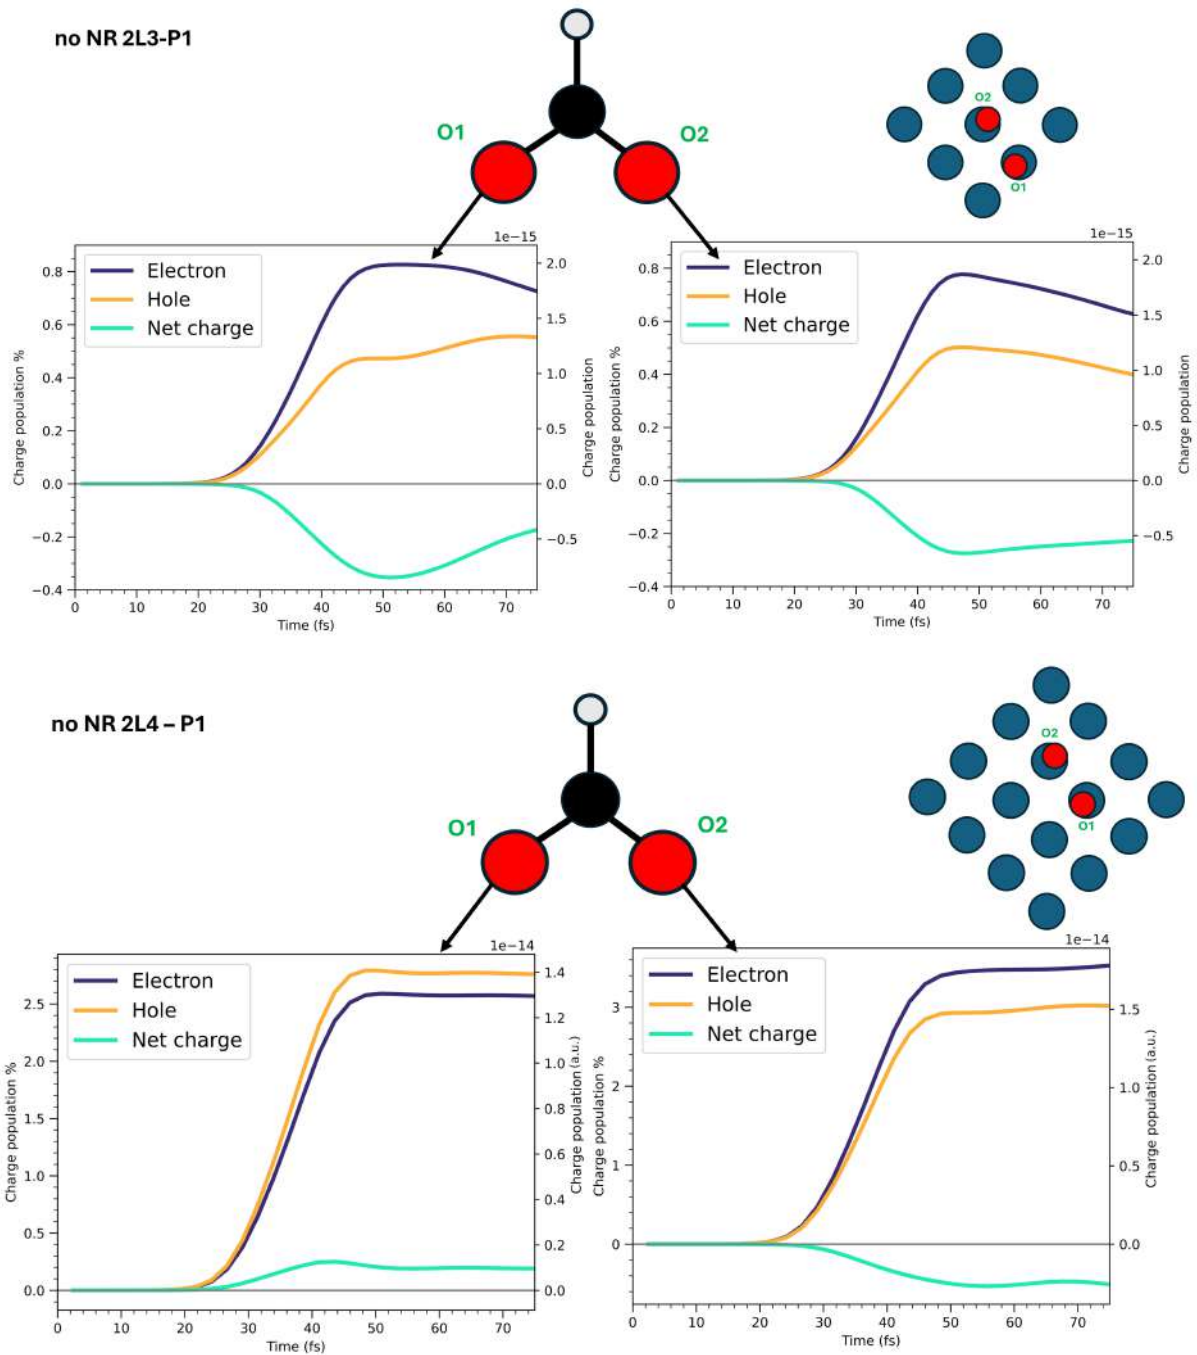 no NR 2L3-P1
O1
O2
O2
O1
1e−15
Electron
Hole
Net charge
Charge population %
0.8
0.6
0.4
0.2
0.0
−0.2
−0.4
2.0
1.5
1.0
0.5
0.0
−0.5
Charge population
0 10 20 30 40 50 60 70
Time (fs)
1e−15
Electron
Hole
Net charge
Charge population %
0.8
0.6
0.4
0.2
0.0
−0.2
−0.4
2.0
1.5
1.0
0.5
0.0
−0.5
Charge population
0 10 20 30 40 50 60 70
Time (fs)
no NR 2L4 – P1
O1
O2
O2
O1
1e−14
Electron
Hole
Net charge
Charge population %
2.5
2.0
1.5
1.0
0.5
0.0
1.4
1.2
1.0
0.8
0.6
0.4
0.2
0.0
Charge population (a.u.)
0 10 20 30 40 50 60 70
Time (fs)
1e−14
Electron
Hole
Net charge
Charge population %
3
2
1
0
1.5
1.0
0.5
0.0
Charge population (a.u.)
0 10 20 30 40 50 60 70
Time (fs)